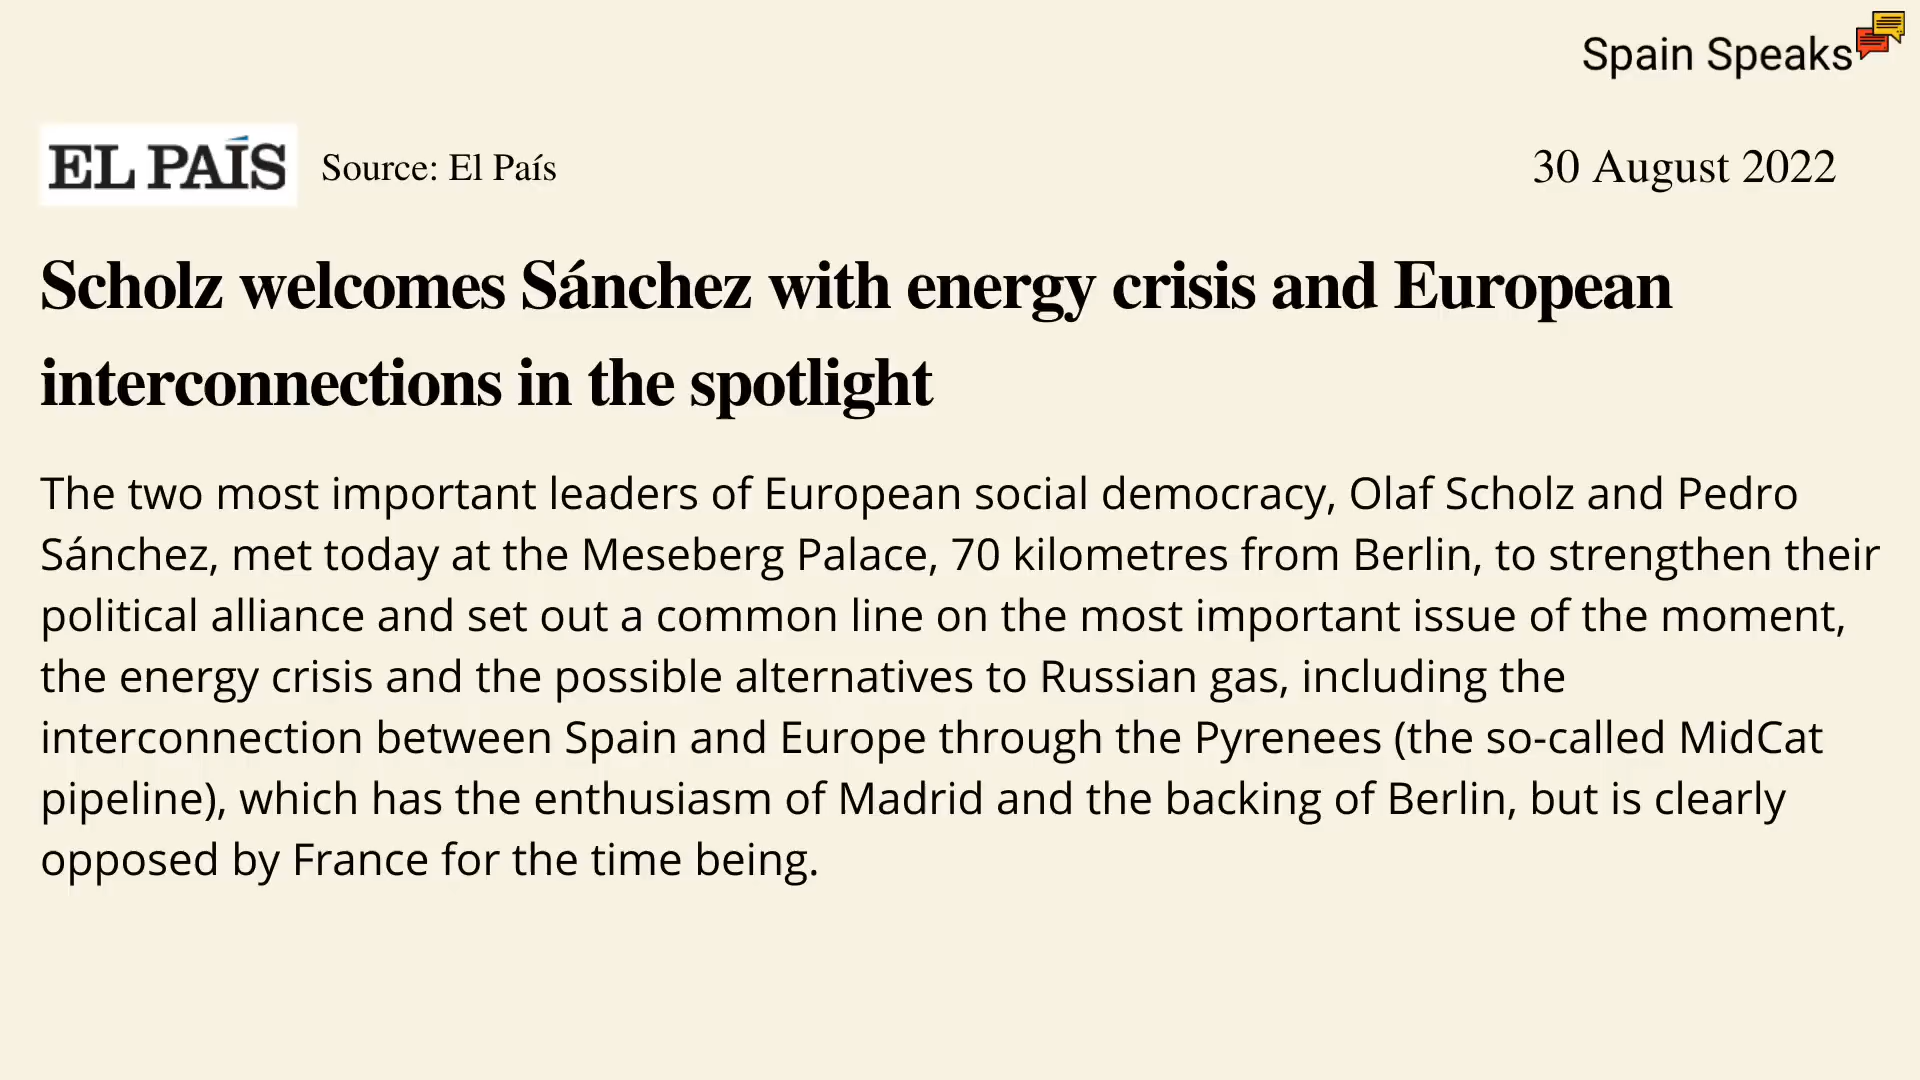 Spain Speaks
EL PAÍS
Source: El País
30 August 2022
Scholz welcomes Sánchez with energy crisis and European
interconnections in the spotlight
The two most important leaders of European social democracy, Olaf Scholz and Pedro
Sánchez, met today at the Meseberg Palace, 70 kilometres from Berlin, to strengthen their
political alliance and set out a common line on the most important issue of the moment,
the energy crisis and the possible alternatives to Russian gas, including the
interconnection between Spain and Europe through the Pyrenees (the so-called MidCat
pipeline), which has the enthusiasm of Madrid and the backing of Berlin, but is clearly
opposed by France for the time being.